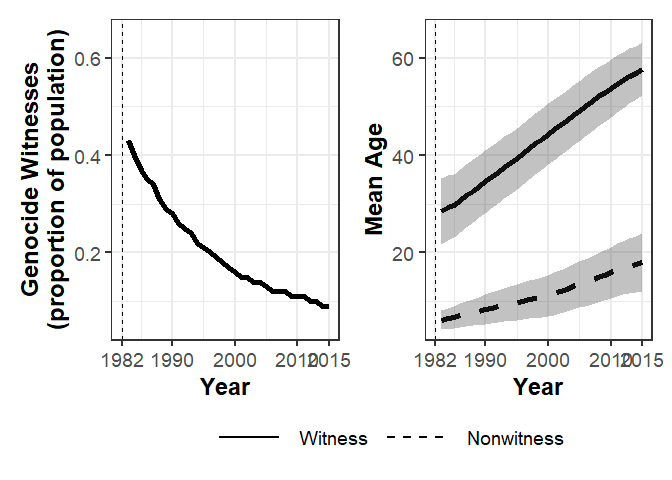 Genocide Witnesses
(proportion of population)
0.6
0.4
0.2
1982 1990 2000 2010 2015
Year
Mean Age
60
40
20
1982 1990 2000 2010 2015
Year
Witness Nonwitness